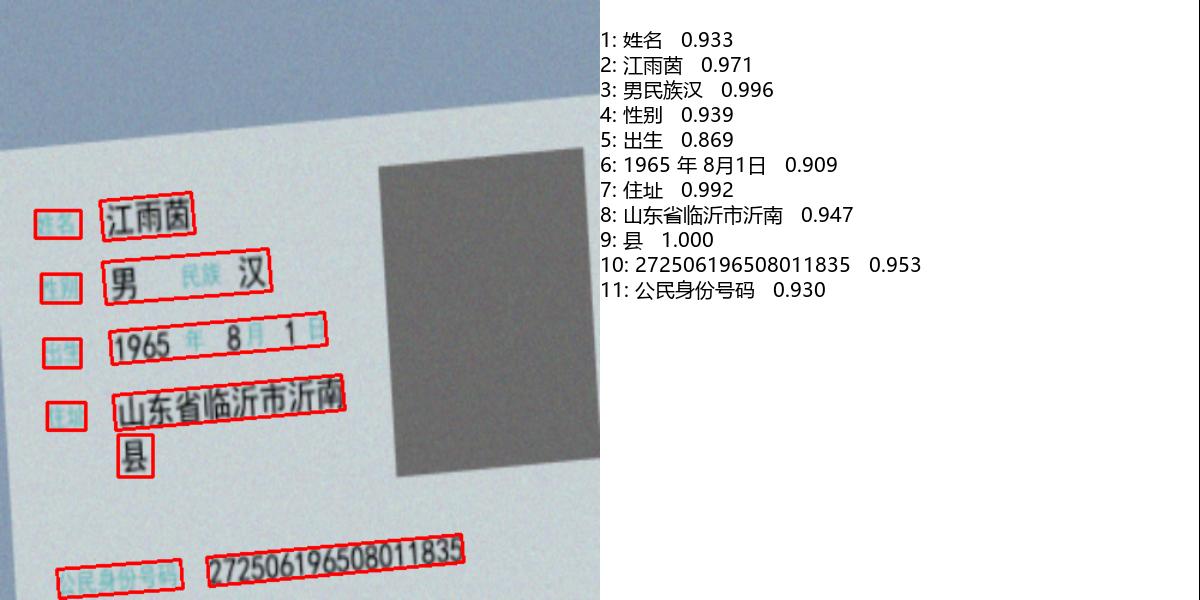 姓名 江雨茵
性别 男 民族 汉
出生 1965 年 8 月 1 日
住址 山东省临沂市沂南
县
公民身份号码 272506196508011835
1: 姓名 0.933
2: 江雨茵 0.971
3: 男民族汉 0.996
4: 性别 0.939
5: 出生 0.869
6: 1965 年 8月1日 0.909
7: 住址 0.992
8: 山东省临沂市沂南 0.947
9: 县 1.000
10: 272506196508011835 0.953
11: 公民身份号码 0.930